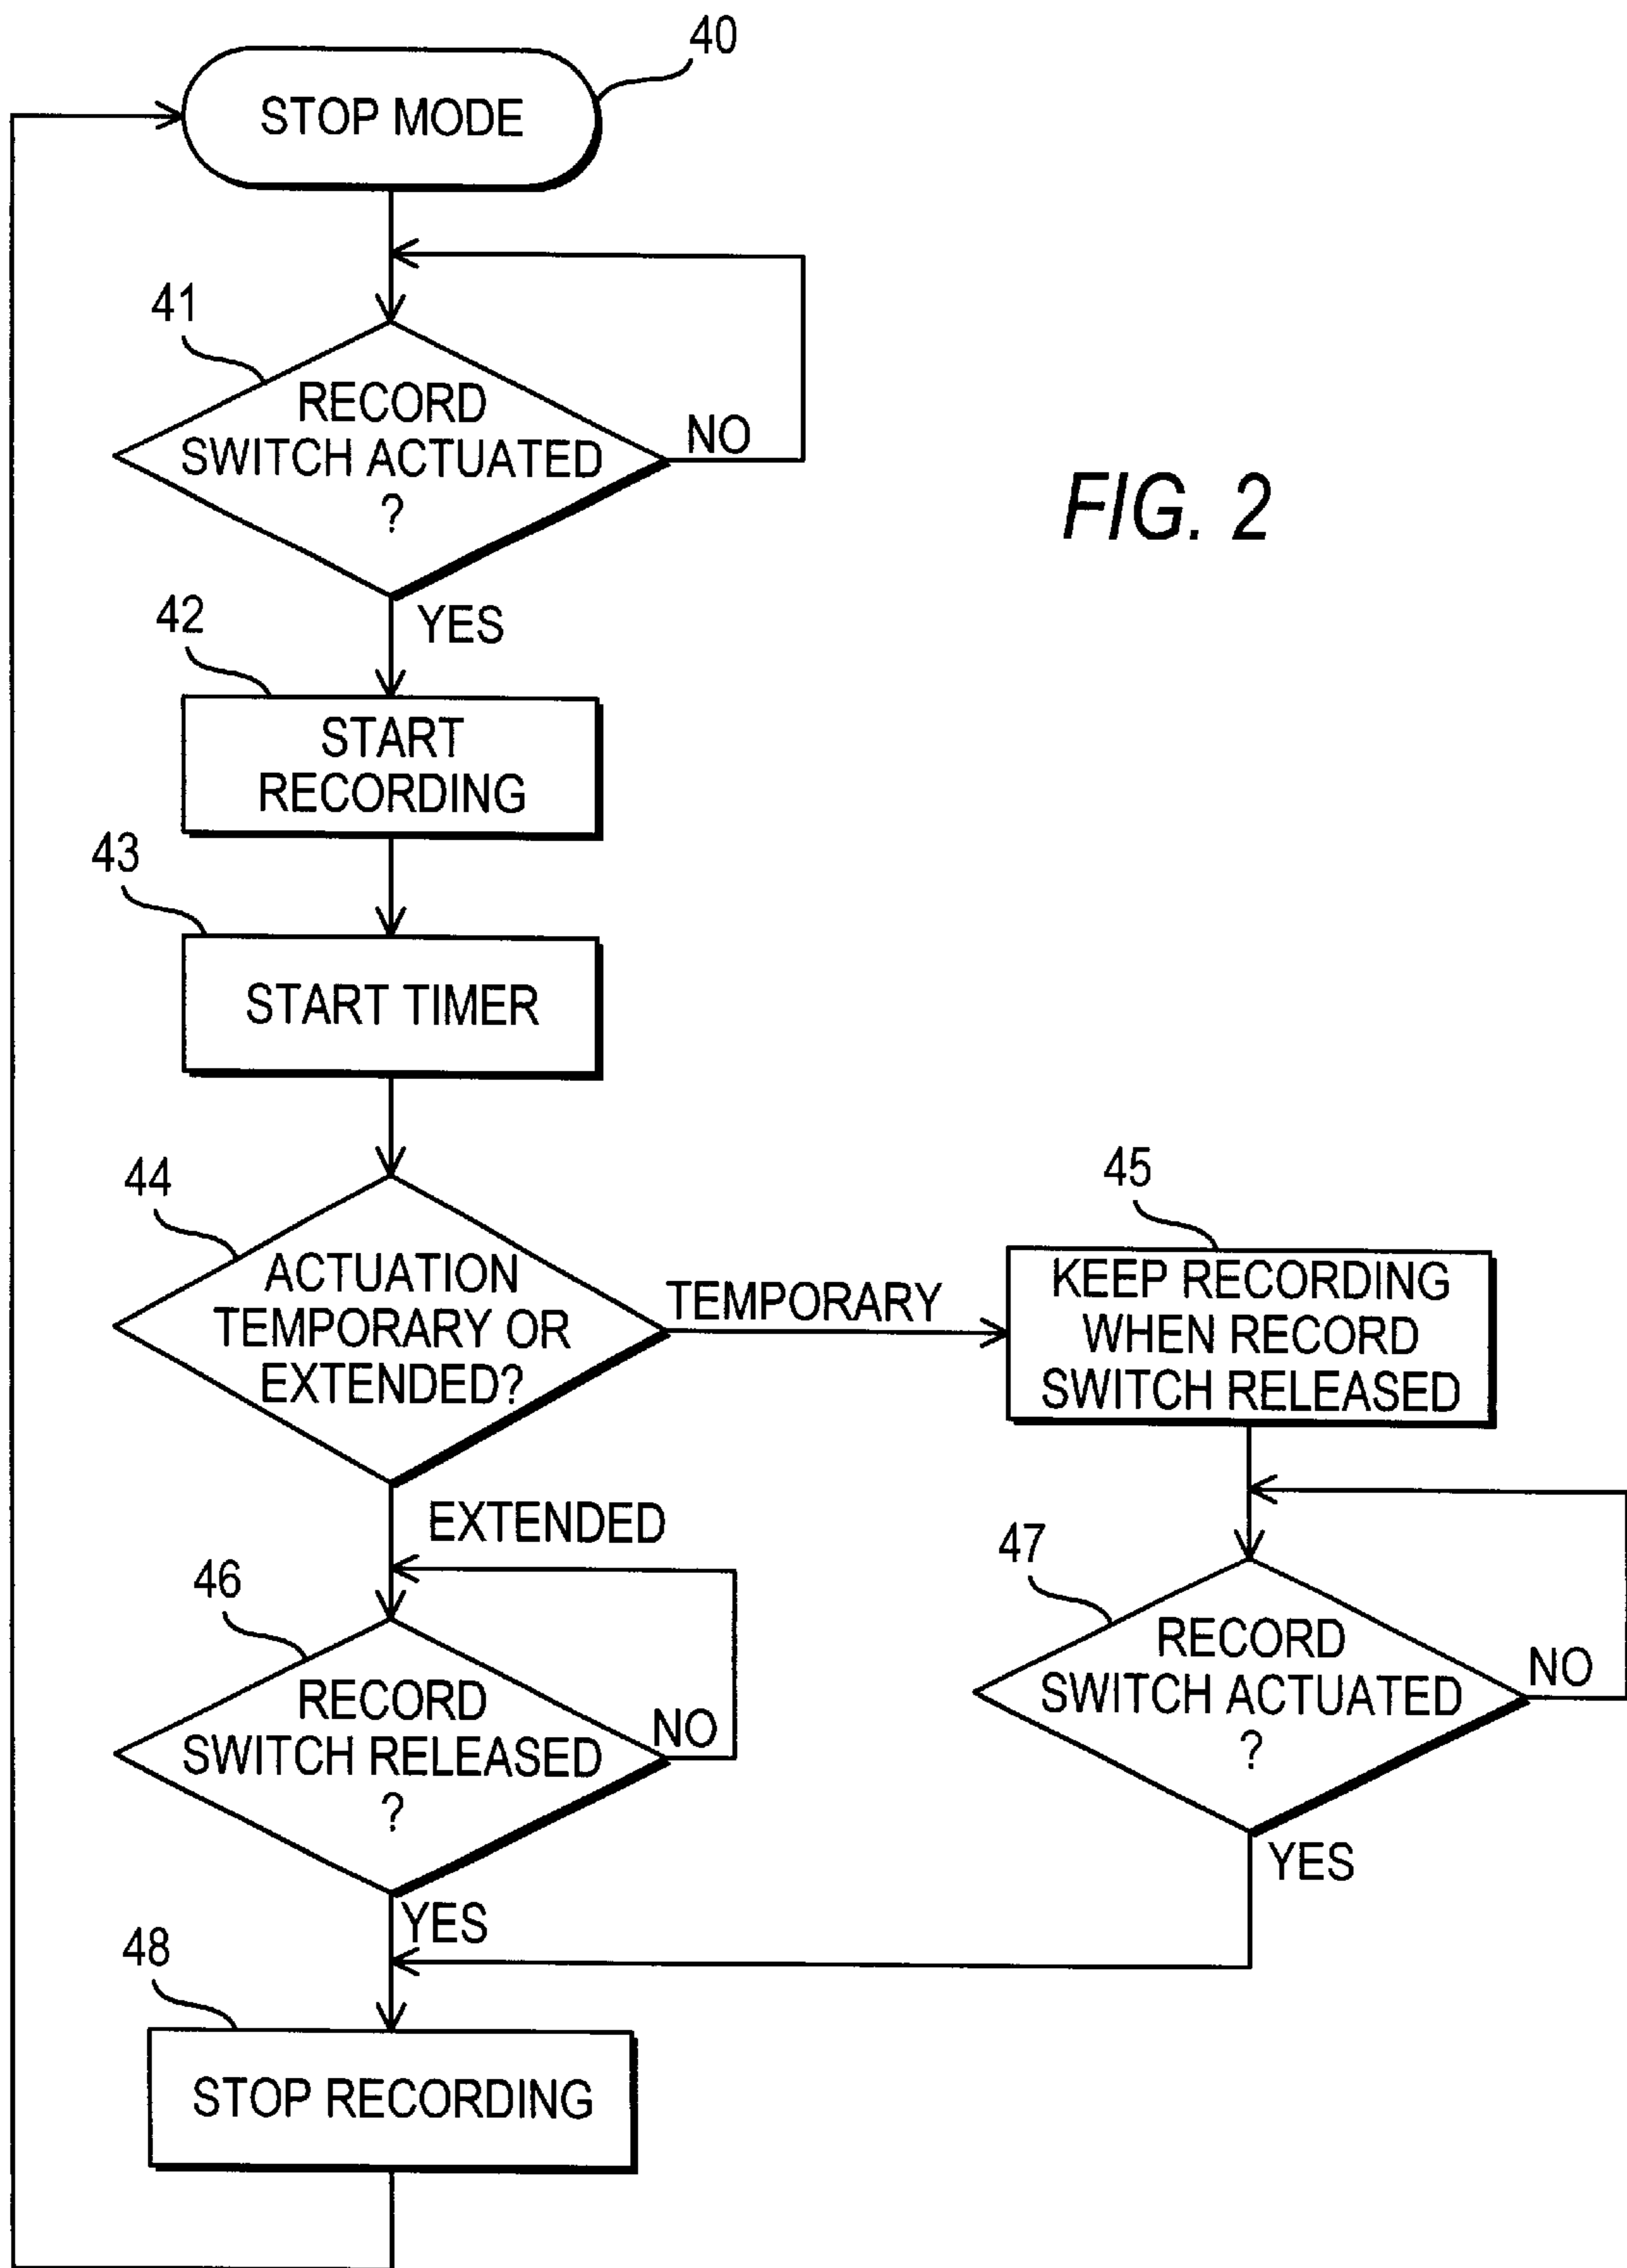 40
STOP MODE
41
RECORD
SWITCH ACTUATED
?
NO
FIG. 2
YES
42
START
RECORDING
43
START TIMER
44
ACTUATION
TEMPORARY OR
EXTENDED?
TEMPORARY
45
KEEP RECORDING
WHEN RECORD
SWITCH RELEASED
EXTENDED
46
RECORD
SWITCH RELEASED
?
NO
47
RECORD
SWITCH ACTUATED
?
NO
YES
YES
48
STOP RECORDING